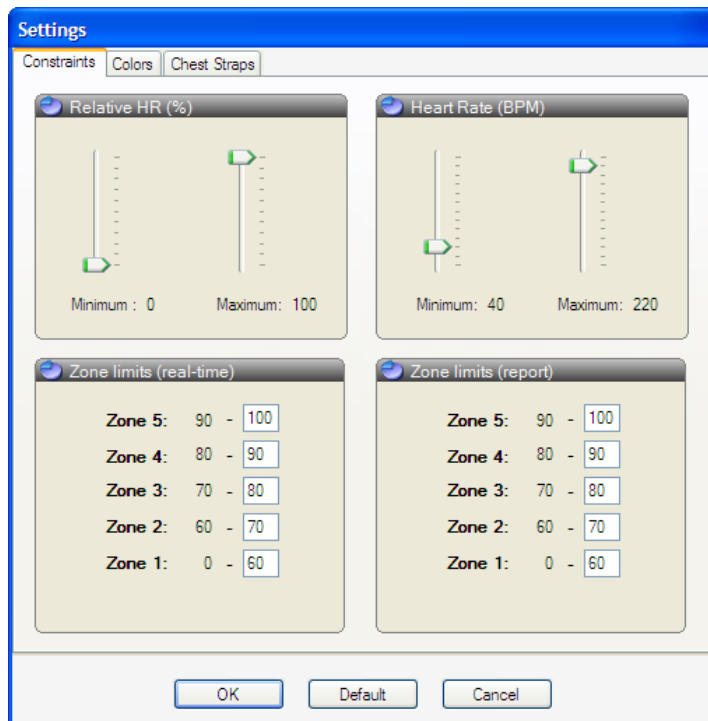 Settings
Constraints Colors Chest Straps
Relative HR (%)
Minimum : 0 Maximum: 100
Heart Rate (BPM)
Minimum: 40 Maximum: 220
Zone limits (real-time)
Zone 5: 90 - 100
Zone 4: 80 - 90
Zone 3: 70 - 80
Zone 2: 60 - 70
Zone 1: 0 - 60
Zone limits (report)
Zone 5: 90 - 100
Zone 4: 80 - 90
Zone 3: 70 - 80
Zone 2: 60 - 70
Zone 1: 0 - 60
OK Default Cancel